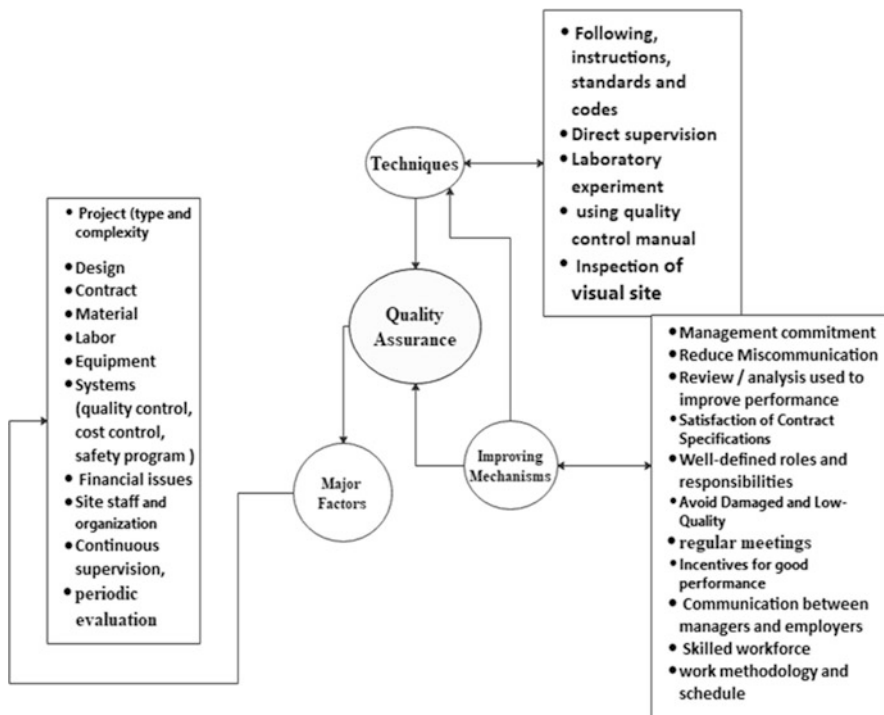 • Following,
instructions,
standards and
codes
• Direct supervision
• Laboratory
experiment
• using quality
control manual
• Inspection of
visual site
Techniques
• Project (type and
complexity
• Design
• Contract
• Material
• Labor
• Equipment
• Systems
(quality control,
cost control,
safety program )
• Financial issues
• Site staff and
organization
• Continuous
supervision,
• periodic
evaluation
Quality
Assurance
Major
Factors
Improving
Mechanisms
• Management commitment
• Reduce Miscommunication
• Review / analysis used to
improve performance
• Satisfaction of Contract
Specifications
• Well-defined roles and
responsibilities
• Avoid Damaged and Low-
Quality
• regular meetings
• Incentives for good
performance
• Communication between
managers and employers
• Skilled workforce
• work methodology and
schedule